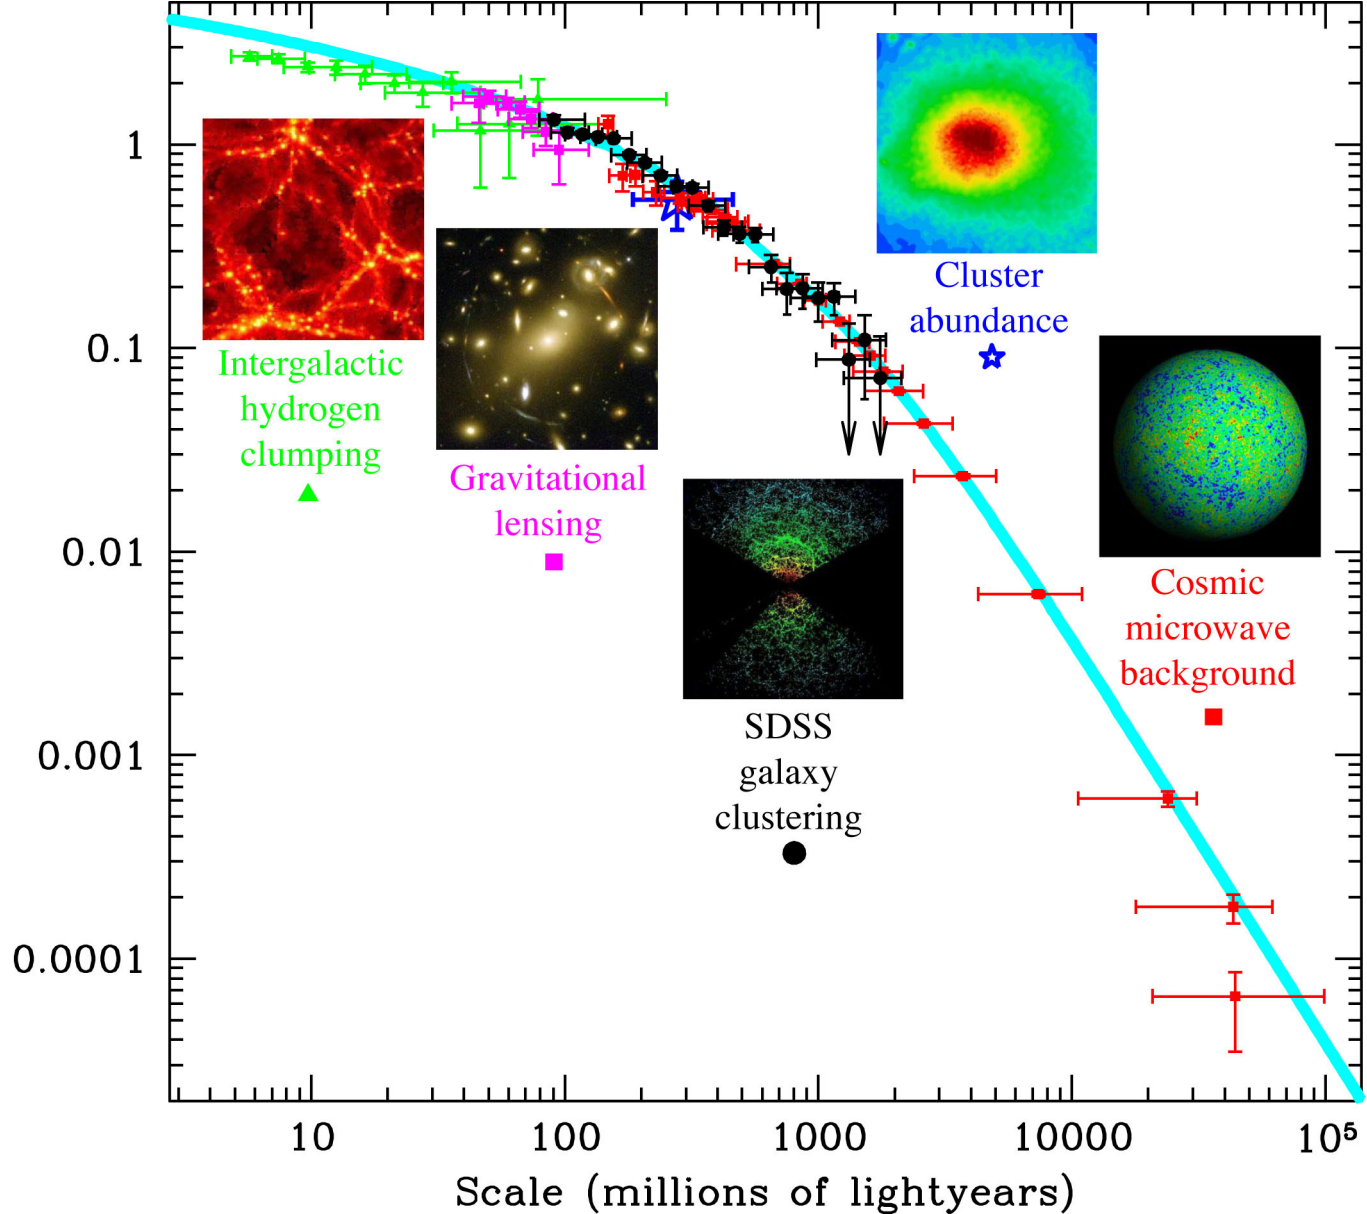 1
0.1
0.01
0.001
0.0001
Intergalactic
hydrogen
clumping
Gravitational
lensing
SDSS
galaxy
clustering
Cluster
abundance
Cosmic
microwave
background
10
100
1000
10000
10⁵
Scale (millions of lightyears)